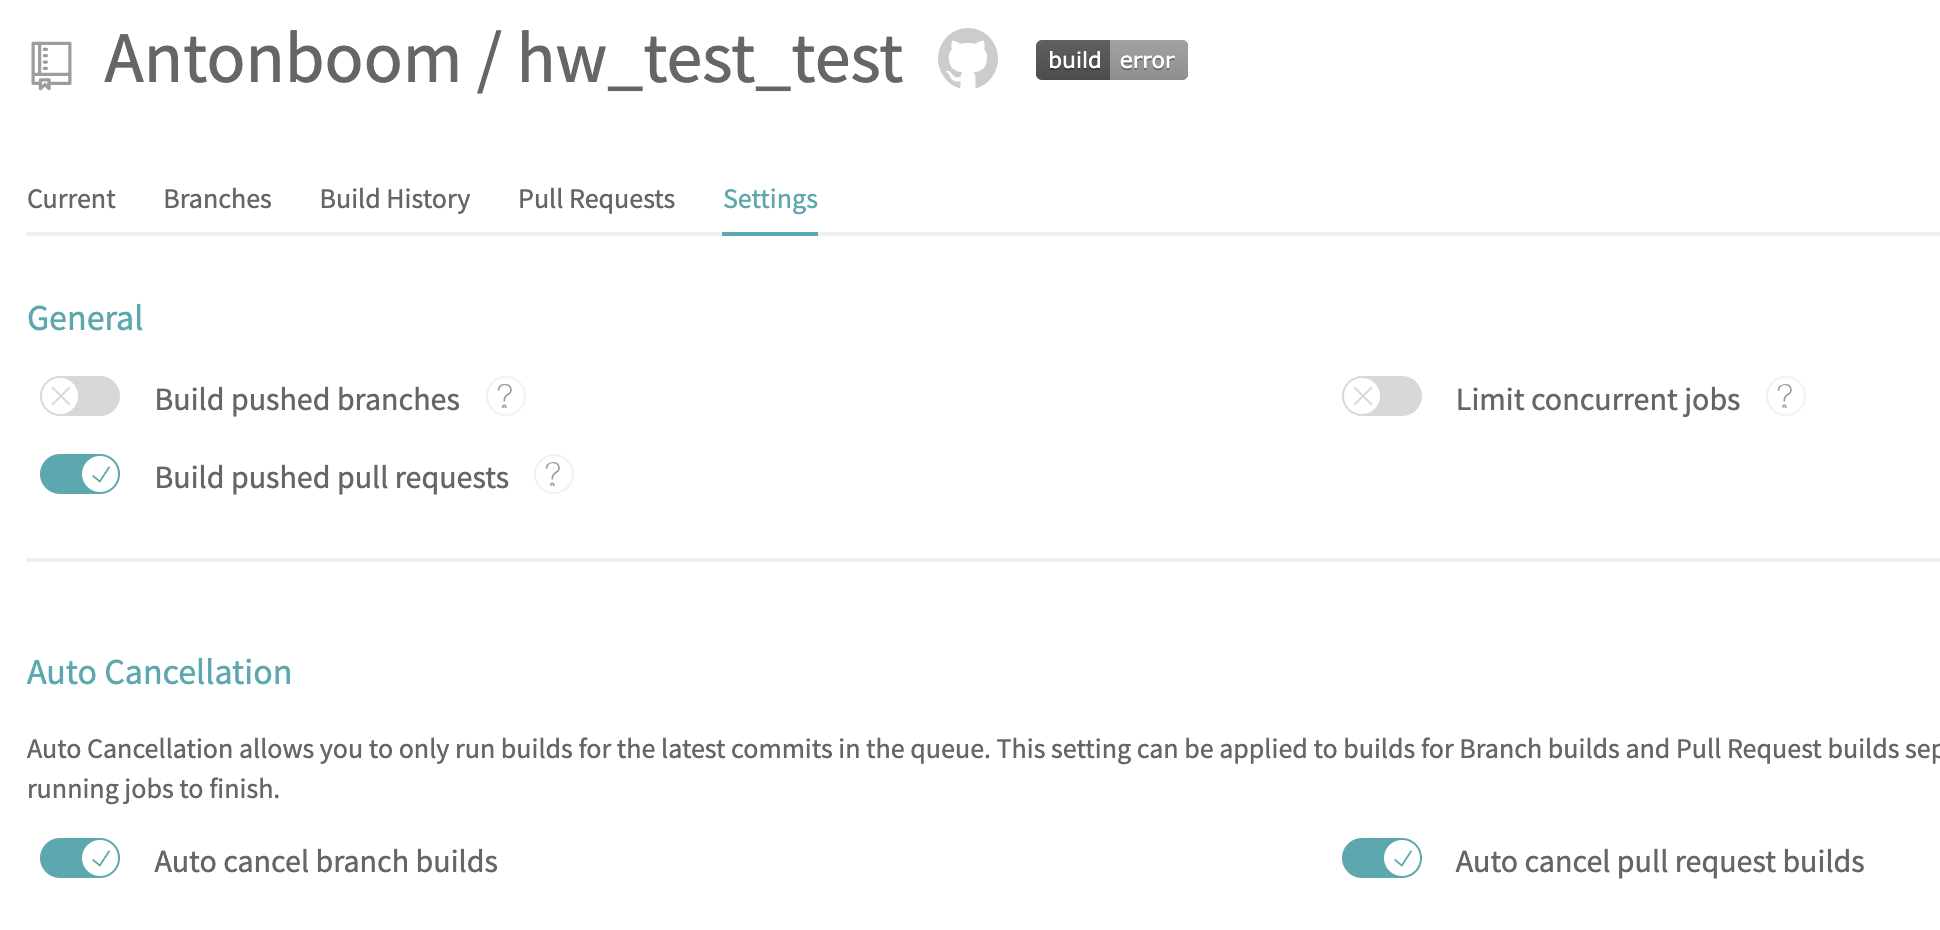 Antonboom / hw_test_test
build error
Current Branches Build History Pull Requests Settings
General
Build pushed branches ?
Limit concurrent jobs ?
Build pushed pull requests ?
Auto Cancellation
Auto Cancellation allows you to only run builds for the latest commits in the queue. This setting can be applied to builds for Branch builds and Pull Request builds
running jobs to finish.
Auto cancel branch builds
Auto cancel pull request builds